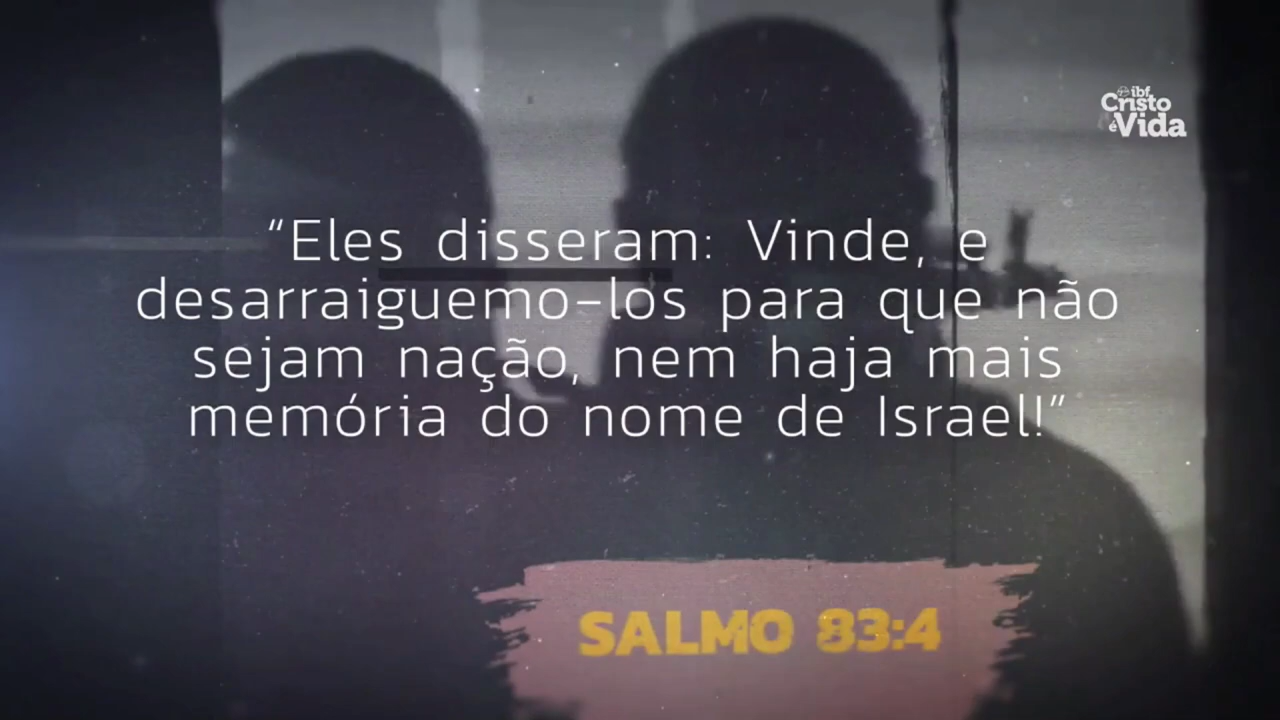 ibf
Cristo
é Vida
“Eles disseram: Vinde, e
desarraiguemo-los para que não
sejam nação, nem haja mais
memória do nome de Israel!”
SALMO 83:4